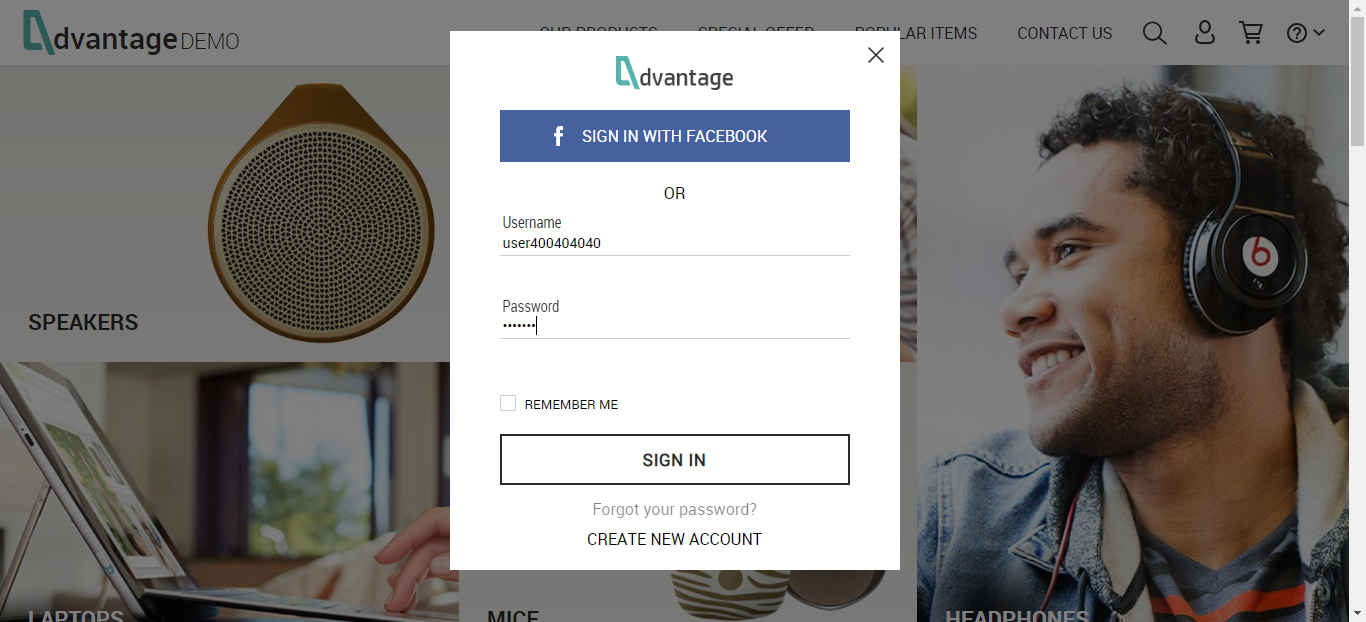 dvantage DEMO
OUR PRODUCTS SPECIAL OFFER POPULAR ITEMS CONTACT US
dvantage
SIGN IN WITH FACEBOOK
OR
Username
user400404040
Password
•••••••
REMEMBER ME
SIGN IN
Forgot your password?
CREATE NEW ACCOUNT
SPEAKERS
LAPTOPS
MICE
HEADPHONES